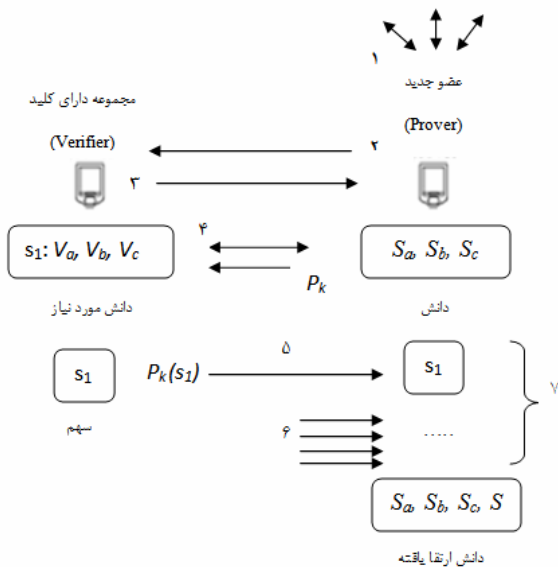 ۱
عضو جدید
(Prover)
مجموعه دارای کلید
(Verifier)
۲
۳
s1: Va, Vb, Vc
۴
Sa, Sb, Sc
Pk
دانش مورد نیاز
دانش
s1
Pk(s1)
۵
s1
۷
سهم
۶
.....
Sa, Sb, Sc, S
دانش ارتقا یافته